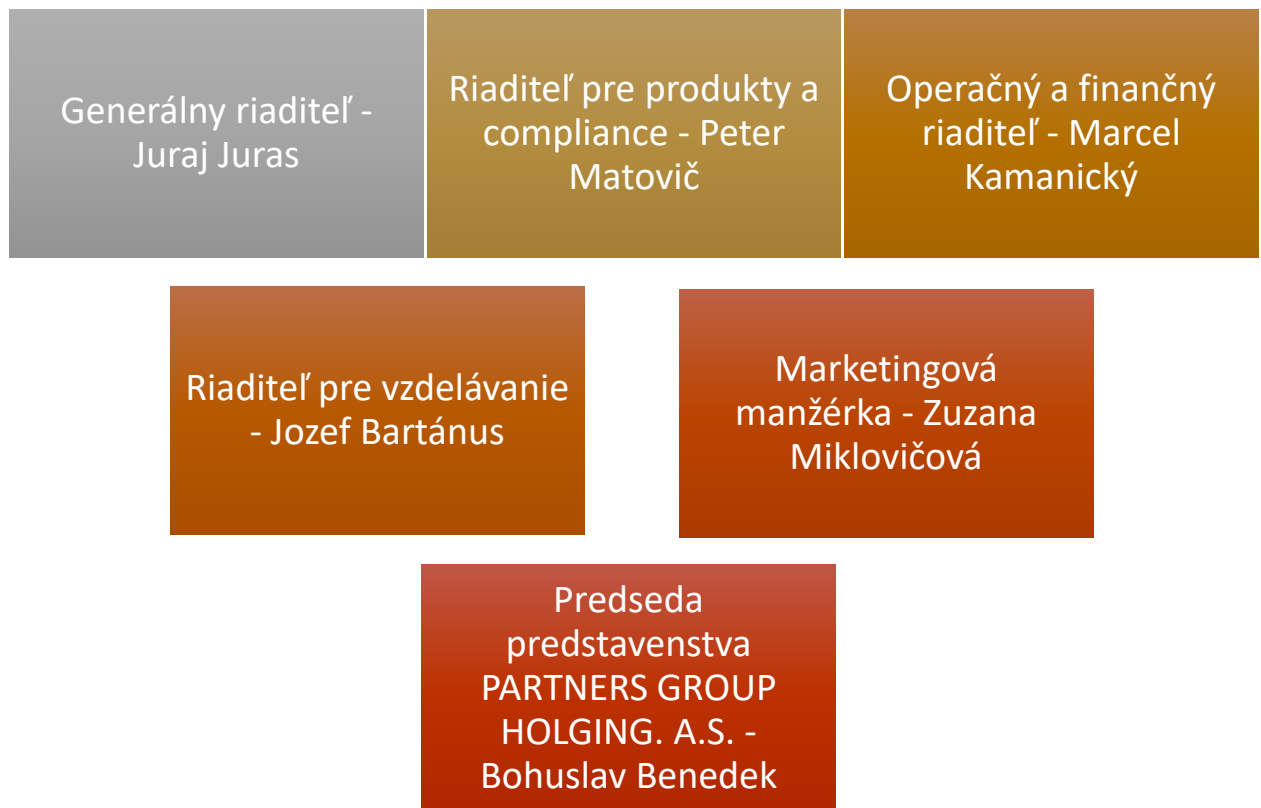 Generálny riaditeľ -
Juraj Juras
Riaditeľ pre produkty a
compliance - Peter
Matovič
Operačný a finančný
riaditeľ - Marcel
Kamanický
Riaditeľ pre vzdelávanie
- Jozef Bartánus
Marketingová
manžérka - Zuzana
Miklovičová
Predseda
predstavenstva
PARTNERS GROUP
HOLGING. A.S. -
Bohuslav Benedek